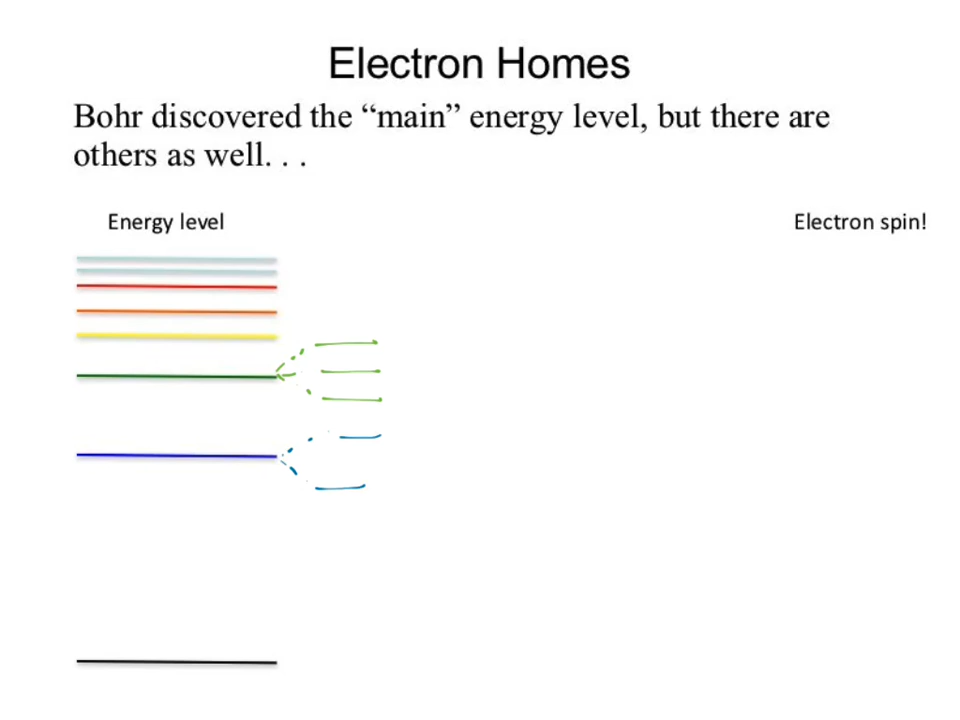 Electron Homes
Bohr discovered the “main” energy level, but there are
others as well. . .
Energy level
Electron spin!